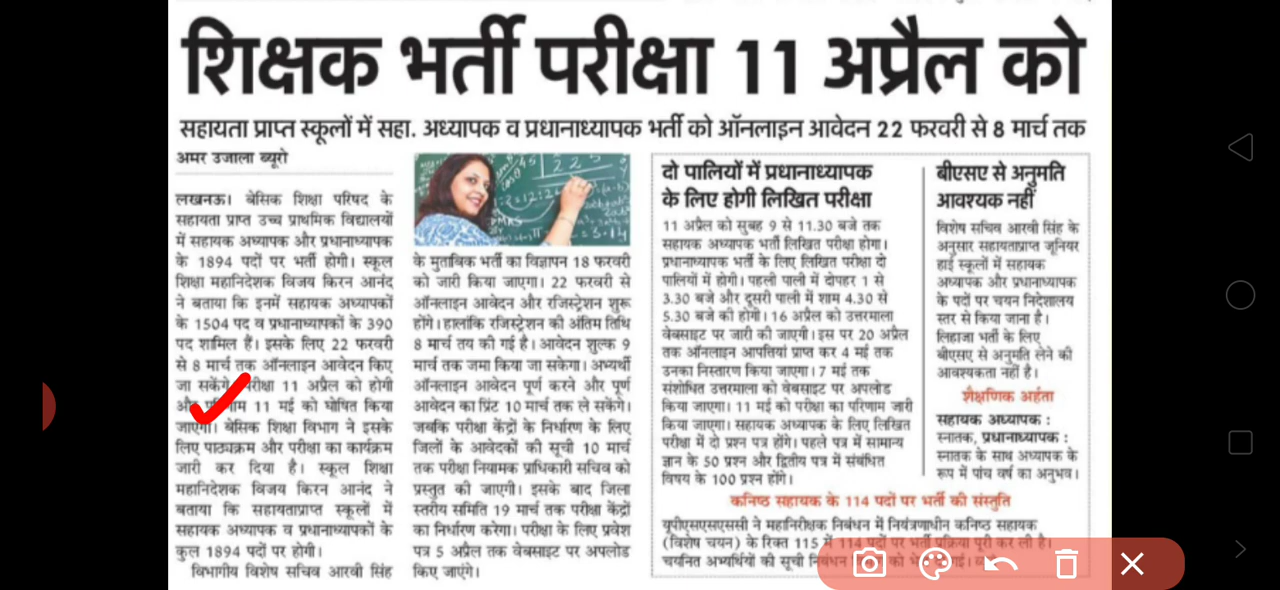 शिक्षक भर्ती परीक्षा 11 अप्रैल को
सहायता प्राप्त स्कूलों में सहा. अध्यापक व प्रधानाध्यापक भर्ती को ऑनलाइन आवेदन 22 फरवरी से 8 मार्च तक
अमर उजाला ब्यूरो
लखनऊ। बेसिक शिक्षा परिषद के
सहायता प्राप्त उच्च प्राथमिक विद्यालयों
में सहायक अध्यापक और प्रधानाध्यापक
के 1894 पदों पर भर्ती होगी। स्कूल
शिक्षा महानिदेशक विजय किरन आनंद
ने बताया कि इनमें सहायक अध्यापकों
के 1504 पद व प्रधानाध्यापकों के 390
पद शामिल हैं। इसके लिए 22 फरवरी
से 8 मार्च तक ऑनलाइन आवेदन किए
जा सकेंगे 11 अप्रैल को होगी
11 मई को घोषित किया
जाएगा। बेसिक शिक्षा विभाग ने इसके
लिए पाठ्यक्रम और परीक्षा का कार्यक्रम
जारी कर दिया है। स्कूल शिक्षा
महानिदेशक विजय किरन आनंद ने
बताया कि सहायताप्राप्त स्कूलों में
सहायक अध्यापक व प्रधानाध्यापकों के
कुल 1894 पदों पर होगी।
विभागीय विशेष सचिव आरवी सिंह
के मुताबिक भर्ती का विज्ञापन 18 फरवरी
को जारी किया जाएगा। 22 फरवरी से
ऑनलाइन आवेदन और रजिस्ट्रेशन शुरू
होंगे। हालांकि रजिस्ट्रेशन की अंतिम तिथि
8 मार्च तय की गई है। आवेदन शुल्क 9
मार्च तक जमा किया जा सकेगा। अभ्यर्थी
ऑनलाइन आवेदन पूर्ण करने और पूर्ण
आवेदन का प्रिंट 10 मार्च तक ले सकेंगे।
जबकि परीक्षा केंद्रों के निर्धारण के लिए
जिलों के आवेदकों की सूची 10 मार्च
तक परीक्षा नियामक प्राधिकारी सचिव को
प्रस्तुत की जाएगी। इसके बाद जिला
स्तरीय समिति 19 मार्च तक परीक्षा केंद्रों
का निर्धारण करेगा। परीक्षा के लिए प्रवेश
पत्र 5 अप्रैल तक वेबसाइट पर अपलोड
किए जाएंगे।
दो पालियों में प्रधानाध्यापक
के लिए होगी लिखित परीक्षा
11 अप्रैल को सुबह 9 से 11.30 बजे तक
सहायक अध्यापक भर्ती लिखित परीक्षा होगा।
प्रधानाध्यापक भर्ती के लिए लिखित परीक्षा दो
पालियों में होगी। पहली पाली में दोपहर 1 से
3.30 बजे और दूसरी पाली में शाम 4.30 से
5.30 बजे की होगी। 16 अप्रैल को उत्तरमाला
वेबसाइट पर जारी की जाएगी। इस पर 20 अप्रैल
तक ऑनलाइन आपत्तियां प्राप्त कर 4 मई तक
उनका निस्तारण किया जाएगा। 7 मई तक
संशोधित उत्तरमाला को वेबसाइट पर अपलोड
किया जाएगा। 11 मई को परीक्षा का परिणाम जारी
किया जाएगा। सहायक अध्यापक के लिए लिखित
परीक्षा में दो प्रश्न पत्र होंगे। पहले पत्र में सामान्य
ज्ञान के 50 प्रश्न और द्वितीय पत्र में संबंधित
विषय के 100 प्रश्न होंगे।
बीएसए से अनुमति
आवश्यक नहीं
विशेष सचिव आरवी सिंह के
अनुसार सहायताप्राप्त जूनियर
हाई स्कूलों में सहायक
अध्यापक और प्रधानाध्यापक
के पदों पर चयन निदेशालय
स्तर से किया जाना है।
लिहाजा भर्ती के लिए
बीएसए से अनुमति लेने की
आवश्यकता नहीं है।
शैक्षणिक अर्हता
सहायक अध्यापक :
स्नातक, प्रधानाध्यापक :
स्नातक के साथ अध्यापक के
रूप में पांच वर्ष का अनुभव।
कनिष्ठ सहायक के 114 पदों पर भर्ती की संस्तुति
यूपीएसएसएससी ने महानिरीक्षक निबंधन में नियंत्रणाधीन कनिष्ठ सहायक
(विशेष चयन) के रिक्त 115 में 114 पदों पर भर्ती प्रक्रिया पूरी कर ली है।
चयनित अभ्यर्थियों की सूची